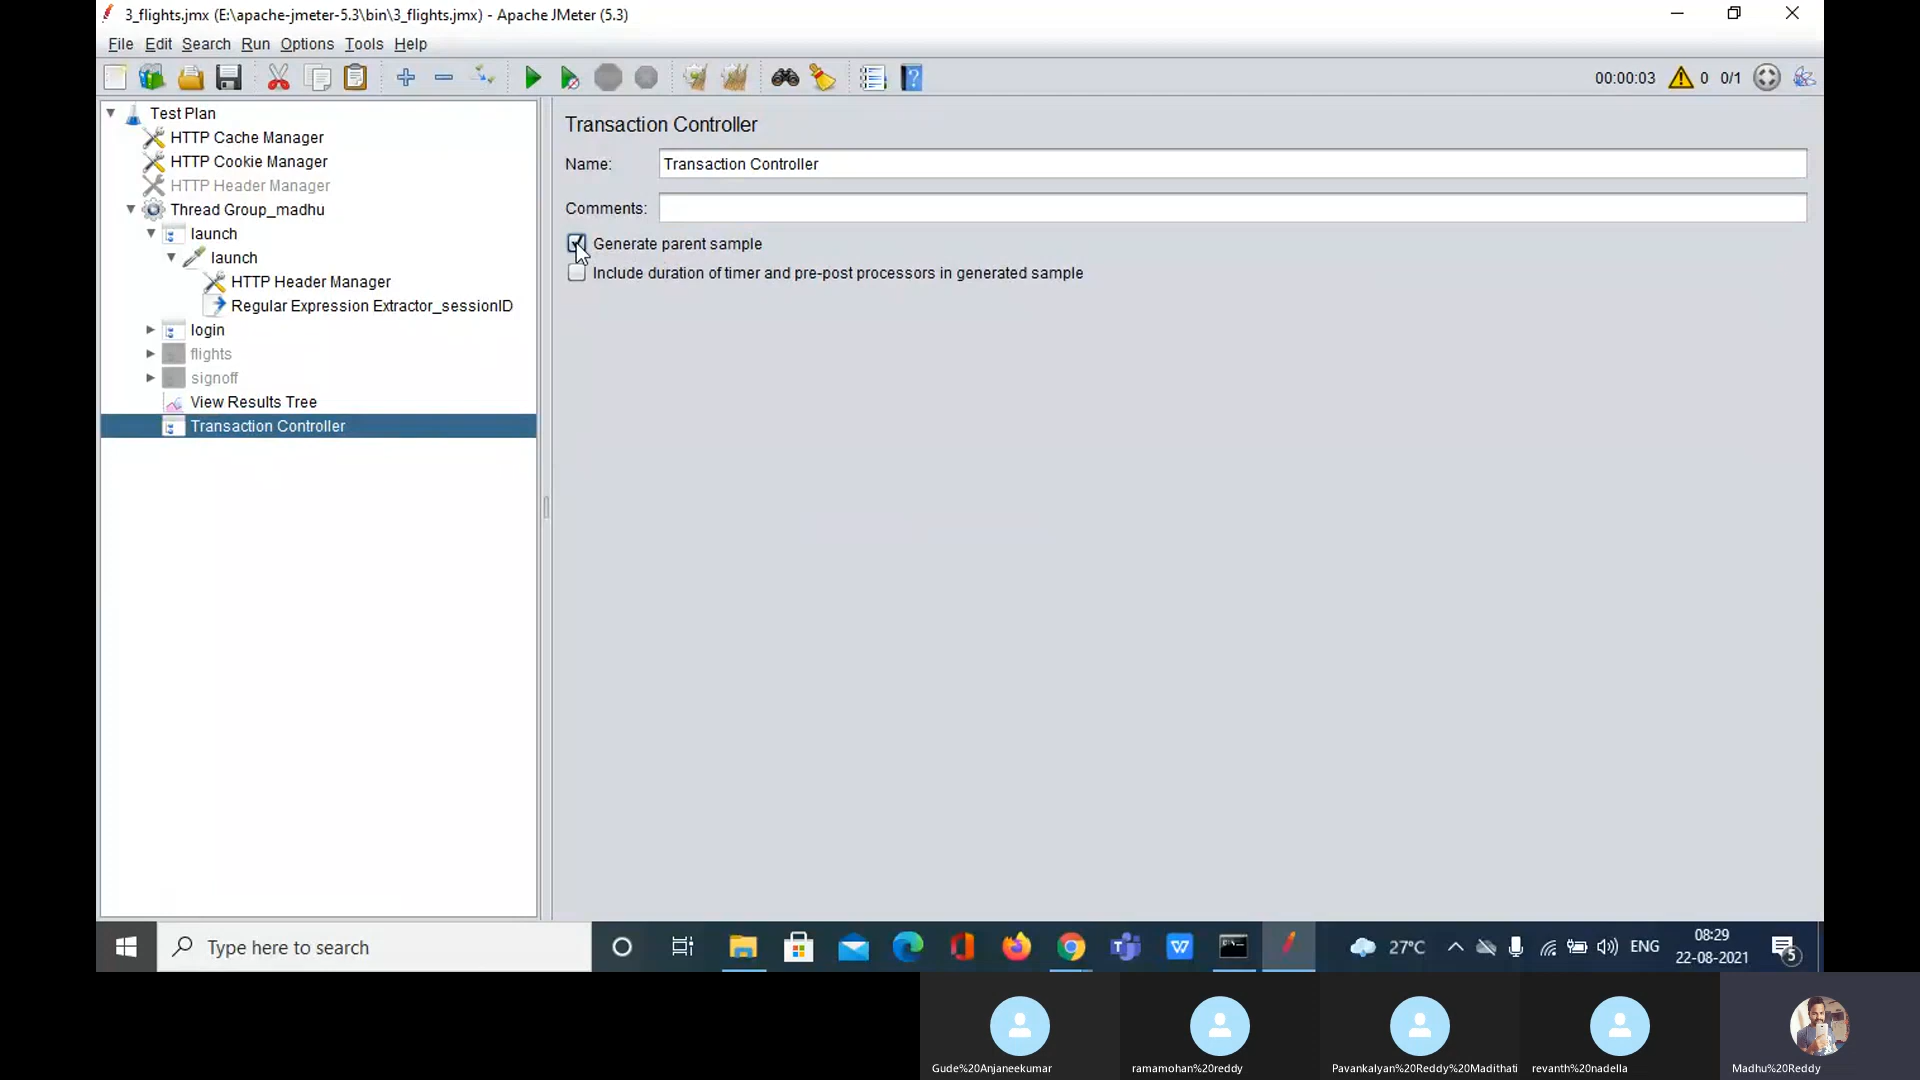 3_flights.jmx (E:\apache-jmeter-5.3\bin\3_flights.jmx) - Apache JMeter (5.3)
File Edit Search Run Options Tools Help
00:00:03 0 0/1
Test Plan
HTTP Cache Manager
HTTP Cookie Manager
HTTP Header Manager
Thread Group_madhu
launch
launch
HTTP Header Manager
Regular Expression Extractor_sessionID
login
flights
signoff
View Results Tree
Transaction Controller
Transaction Controller
Name: Transaction Controller
Comments:
Generate parent sample
Include duration of timer and pre-post processors in generated sample
Type here to search
27°C
ENG
08:29
22-08-2021
5
Gude%20Anjaneekumar
ramamohan%20reddy
Pavankalyan%20Reddy%20Madithati
revanth%20nadella
Madhu%20Reddy